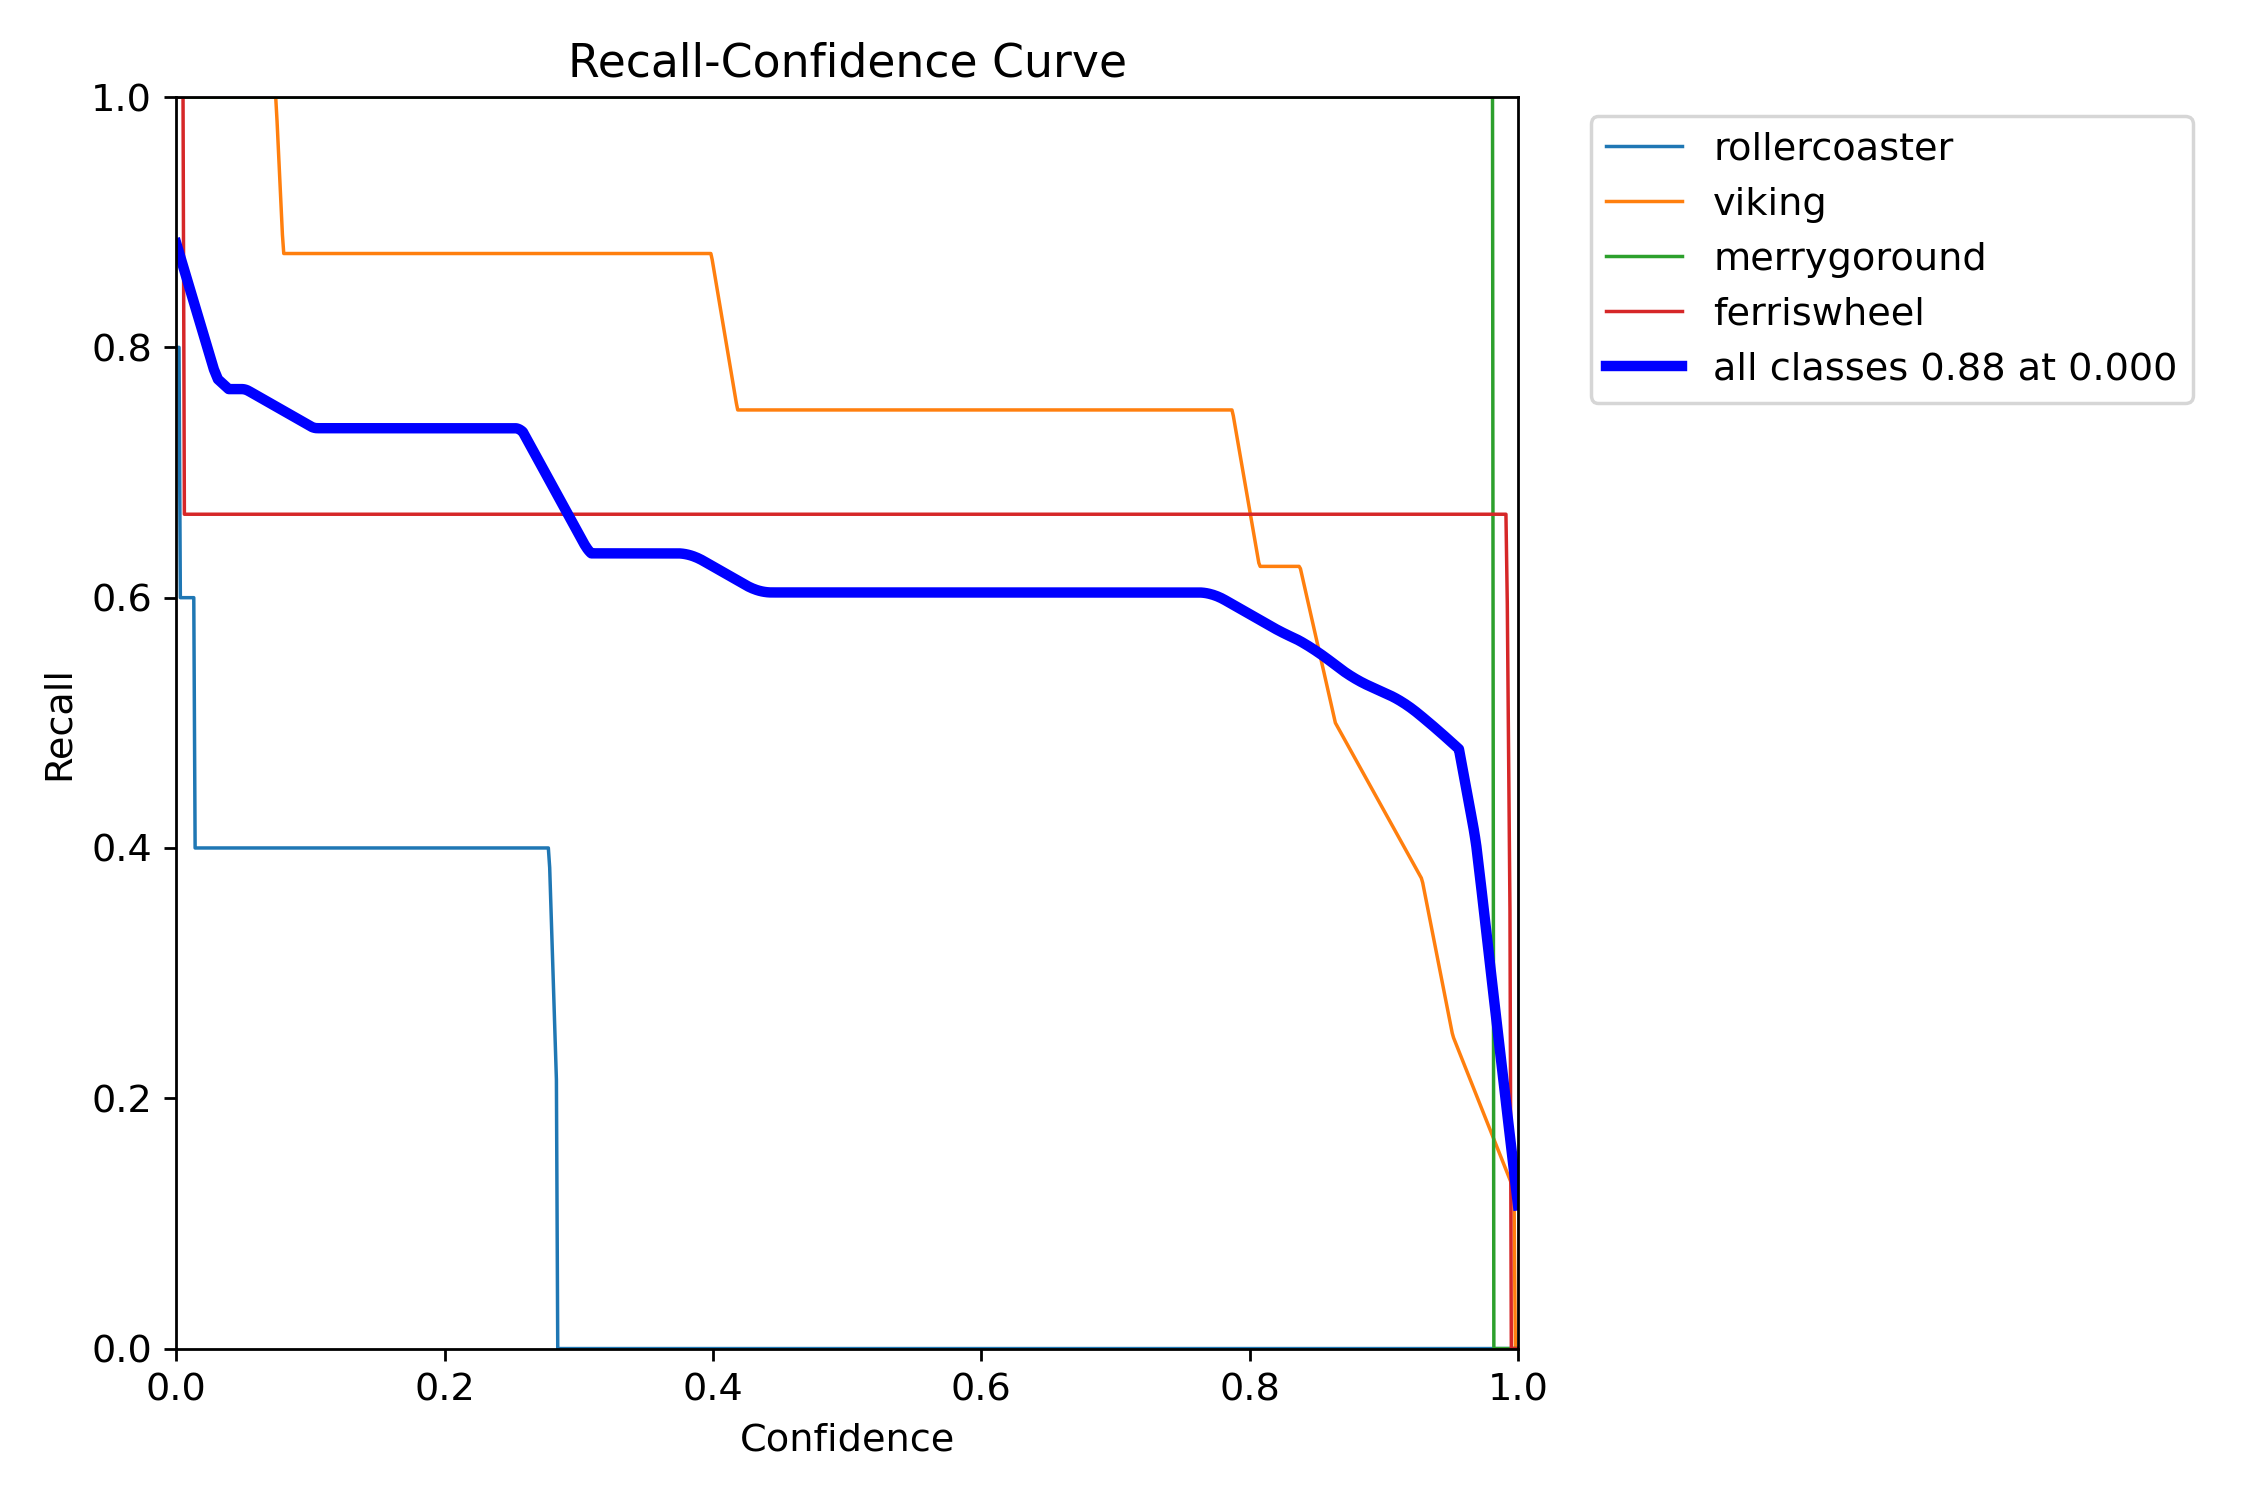 Recall-Confidence Curve
1.0
0.8
0.6
0.4
0.2
0.0
Recall
0.0 0.2 0.4 0.6 0.8 1.0
Confidence
rollercoaster
viking
merrygoround
ferriswheel
all classes 0.88 at 0.000